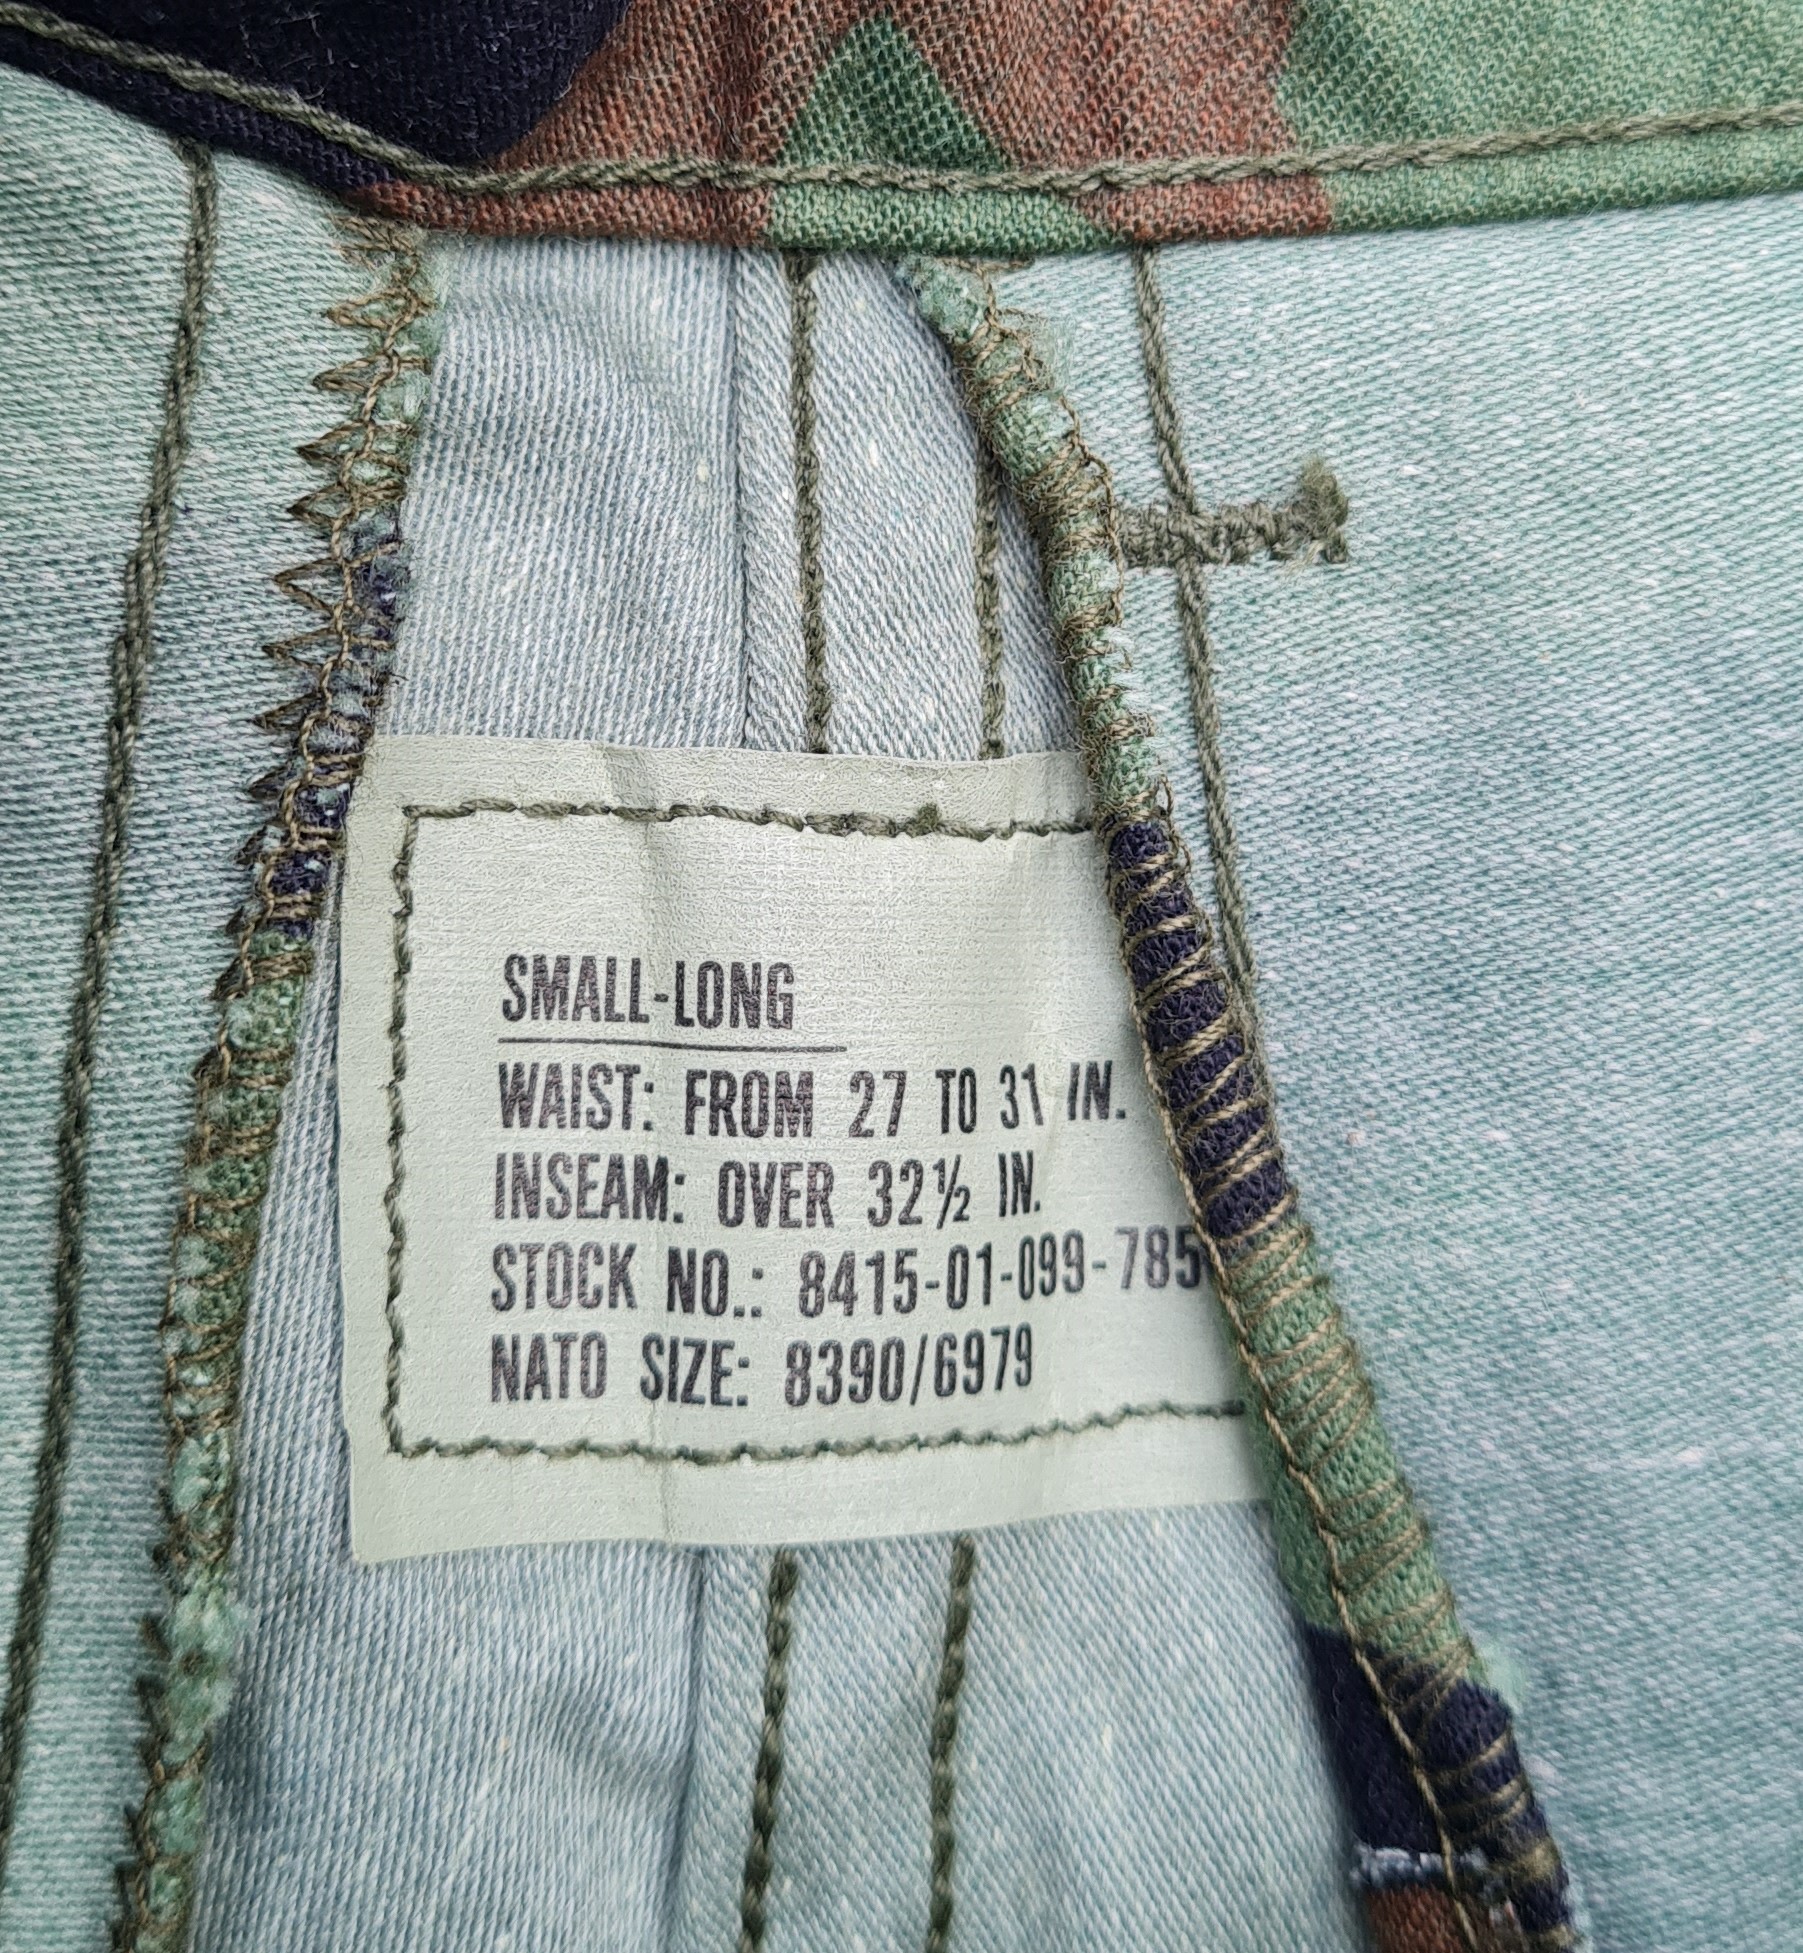 SMALL-LONG
WAIST: FROM 27 TO 31 IN.
INSEAM: OVER 32½ IN.
STOCK NO.: 8415-01-099-785
NATO SIZE: 8390/6979